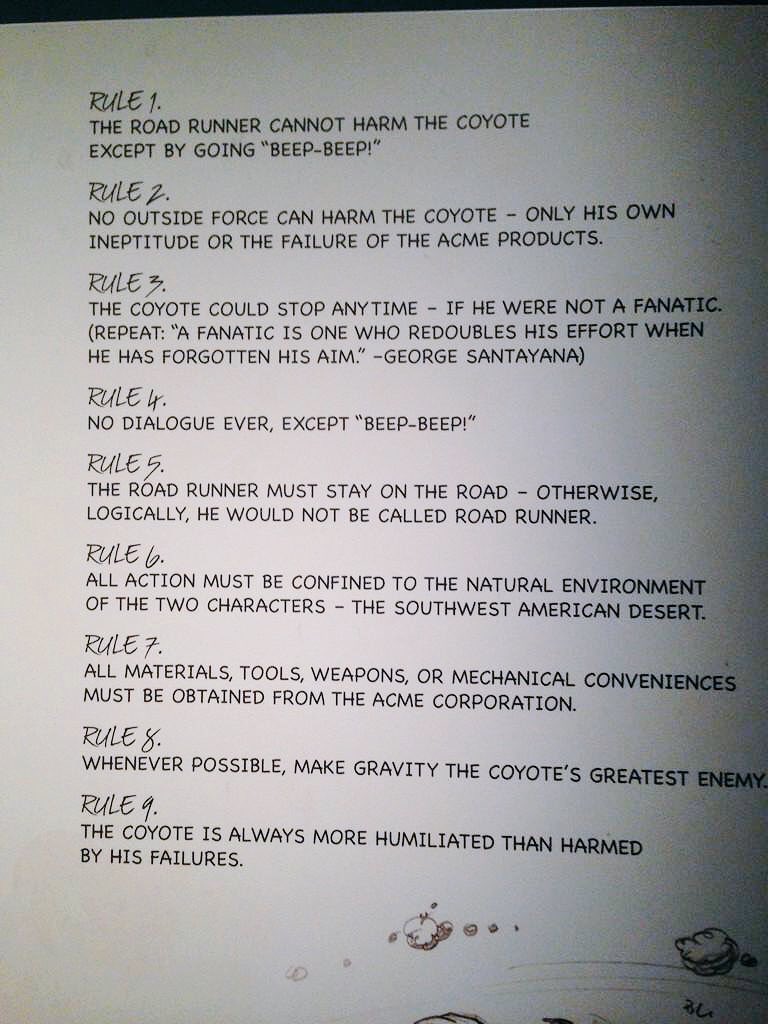 RULE 1.
THE ROAD RUNNER CANNOT HARM THE COYOTE
EXCEPT BY GOING "BEEP-BEEP!"
RULE 2.
NO OUTSIDE FORCE CAN HARM THE COYOTE – ONLY HIS OWN
INEPTITUDE OR THE FAILURE OF THE ACME PRODUCTS.
RULE 3.
THE COYOTE COULD STOP ANYTIME – IF HE WERE NOT A FANATIC.
(REPEAT: "A FANATIC IS ONE WHO REDOUBLES HIS EFFORT WHEN
HE HAS FORGOTTEN HIS AIM." –GEORGE SANTAYANA)
RULE 4.
NO DIALOGUE EVER, EXCEPT "BEEP-BEEP!"
RULE 5.
THE ROAD RUNNER MUST STAY ON THE ROAD – OTHERWISE,
LOGICALLY, HE WOULD NOT BE CALLED ROAD RUNNER.
RULE 6.
ALL ACTION MUST BE CONFINED TO THE NATURAL ENVIRONMENT
OF THE TWO CHARACTERS – THE SOUTHWEST AMERICAN DESERT.
RULE 7.
ALL MATERIALS, TOOLS, WEAPONS, OR MECHANICAL CONVENIENCES
MUST BE OBTAINED FROM THE ACME CORPORATION.
RULE 8.
WHENEVER POSSIBLE, MAKE GRAVITY THE COYOTE'S GREATEST ENEMY.
RULE 9.
THE COYOTE IS ALWAYS MORE HUMILIATED THAN HARMED
BY HIS FAILURES.